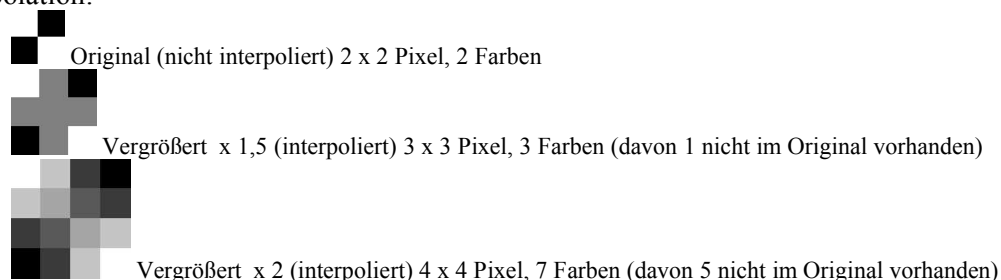 Original (nicht interpoliert) 2 x 2 Pixel, 2 Farben
Vergrößert x 1,5 (interpoliert) 3 x 3 Pixel, 3 Farben (davon 1 nicht im Original vorhanden)
Vergrößert x 2 (interpoliert) 4 x 4 Pixel, 7 Farben (davon 5 nicht im Original vorhanden)